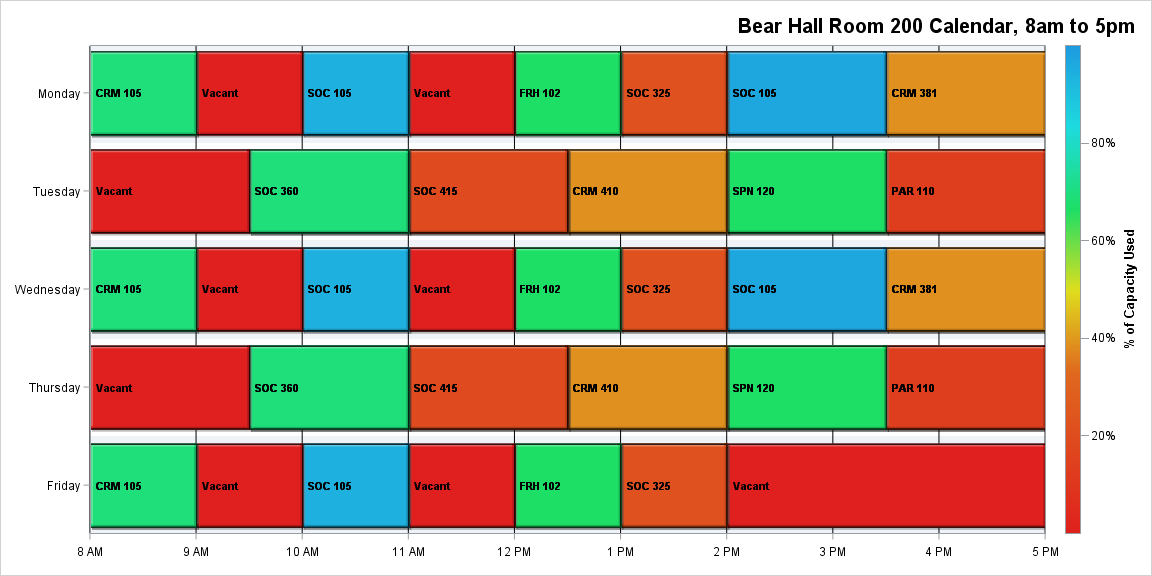 Bear Hall Room 200 Calendar, 8am to 5pm
Monday
CRM 105
Vacant
SOC 105
Vacant
FRH 102
SOC 325
SOC 105
CRM 381
Tuesday
Vacant
SOC 360
SOC 415
CRM 410
SPN 120
PAR 110
Wednesday
CRM 105
Vacant
SOC 105
Vacant
FRH 102
SOC 325
SOC 105
CRM 381
Thursday
Vacant
SOC 360
SOC 415
CRM 410
SPN 120
PAR 110
Friday
CRM 105
Vacant
SOC 105
Vacant
FRH 102
SOC 325
Vacant
8 AM
9 AM
10 AM
11 AM
12 PM
1 PM
2 PM
3 PM
4 PM
5 PM
80%
60%
40%
20%
% of Capacity Used